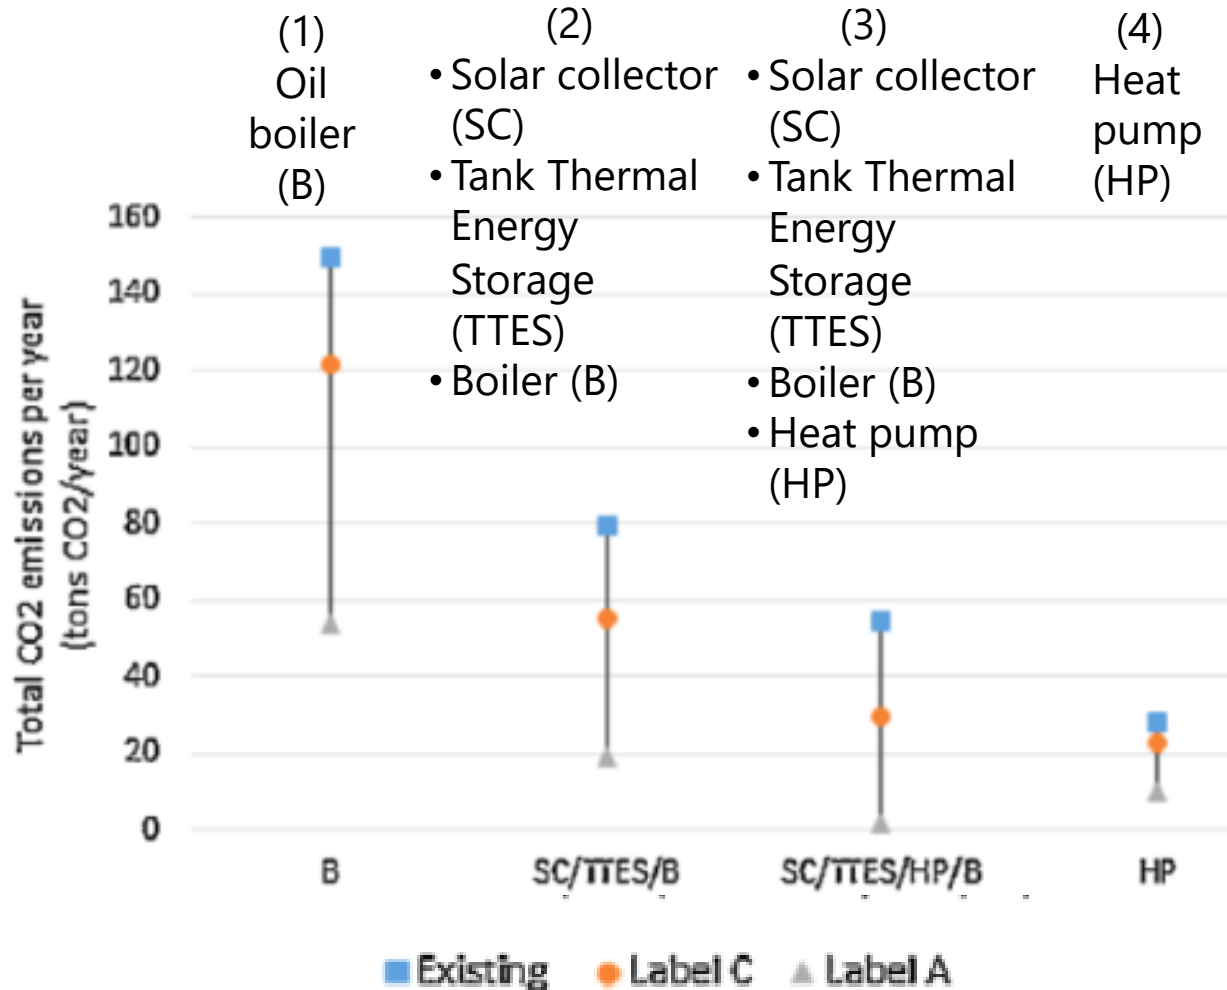 (1)
Oil
boiler
(B)
(2)
• Solar collector
(SC)
• Tank Thermal
Energy
Storage
(TTES)
• Boiler (B)
(3)
• Solar collector
(SC)
• Tank Thermal
Energy
Storage
(TTES)
• Boiler (B)
• Heat pump
(HP)
(4)
Heat
pump
(HP)
Total CO2 emissions per year
(tons CO2/year)
160
140
120
100
80
60
40
20
0
B
SC/TTES/B
SC/TTES/HP/B
HP
Existing
Label C
Label A